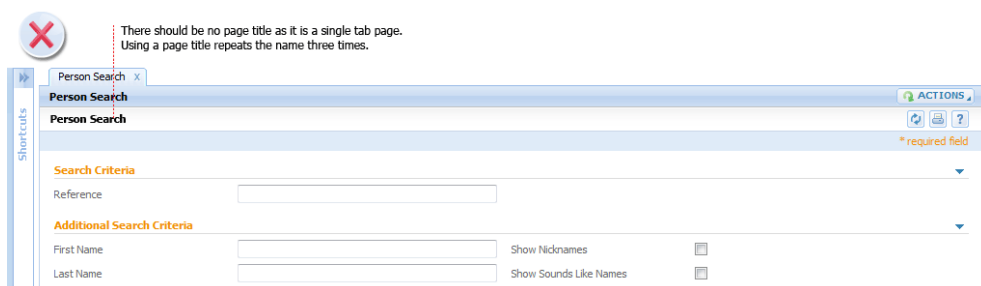 There should be no page title as it is a single tab page.
Using a page title repeats the name three times.
Person Search x
Person Search
ACTIONS
Person Search
?
* required field
Shortcuts
Search Criteria
Reference
Additional Search Criteria
First Name Show Nicknames
Last Name Show Sounds Like Names